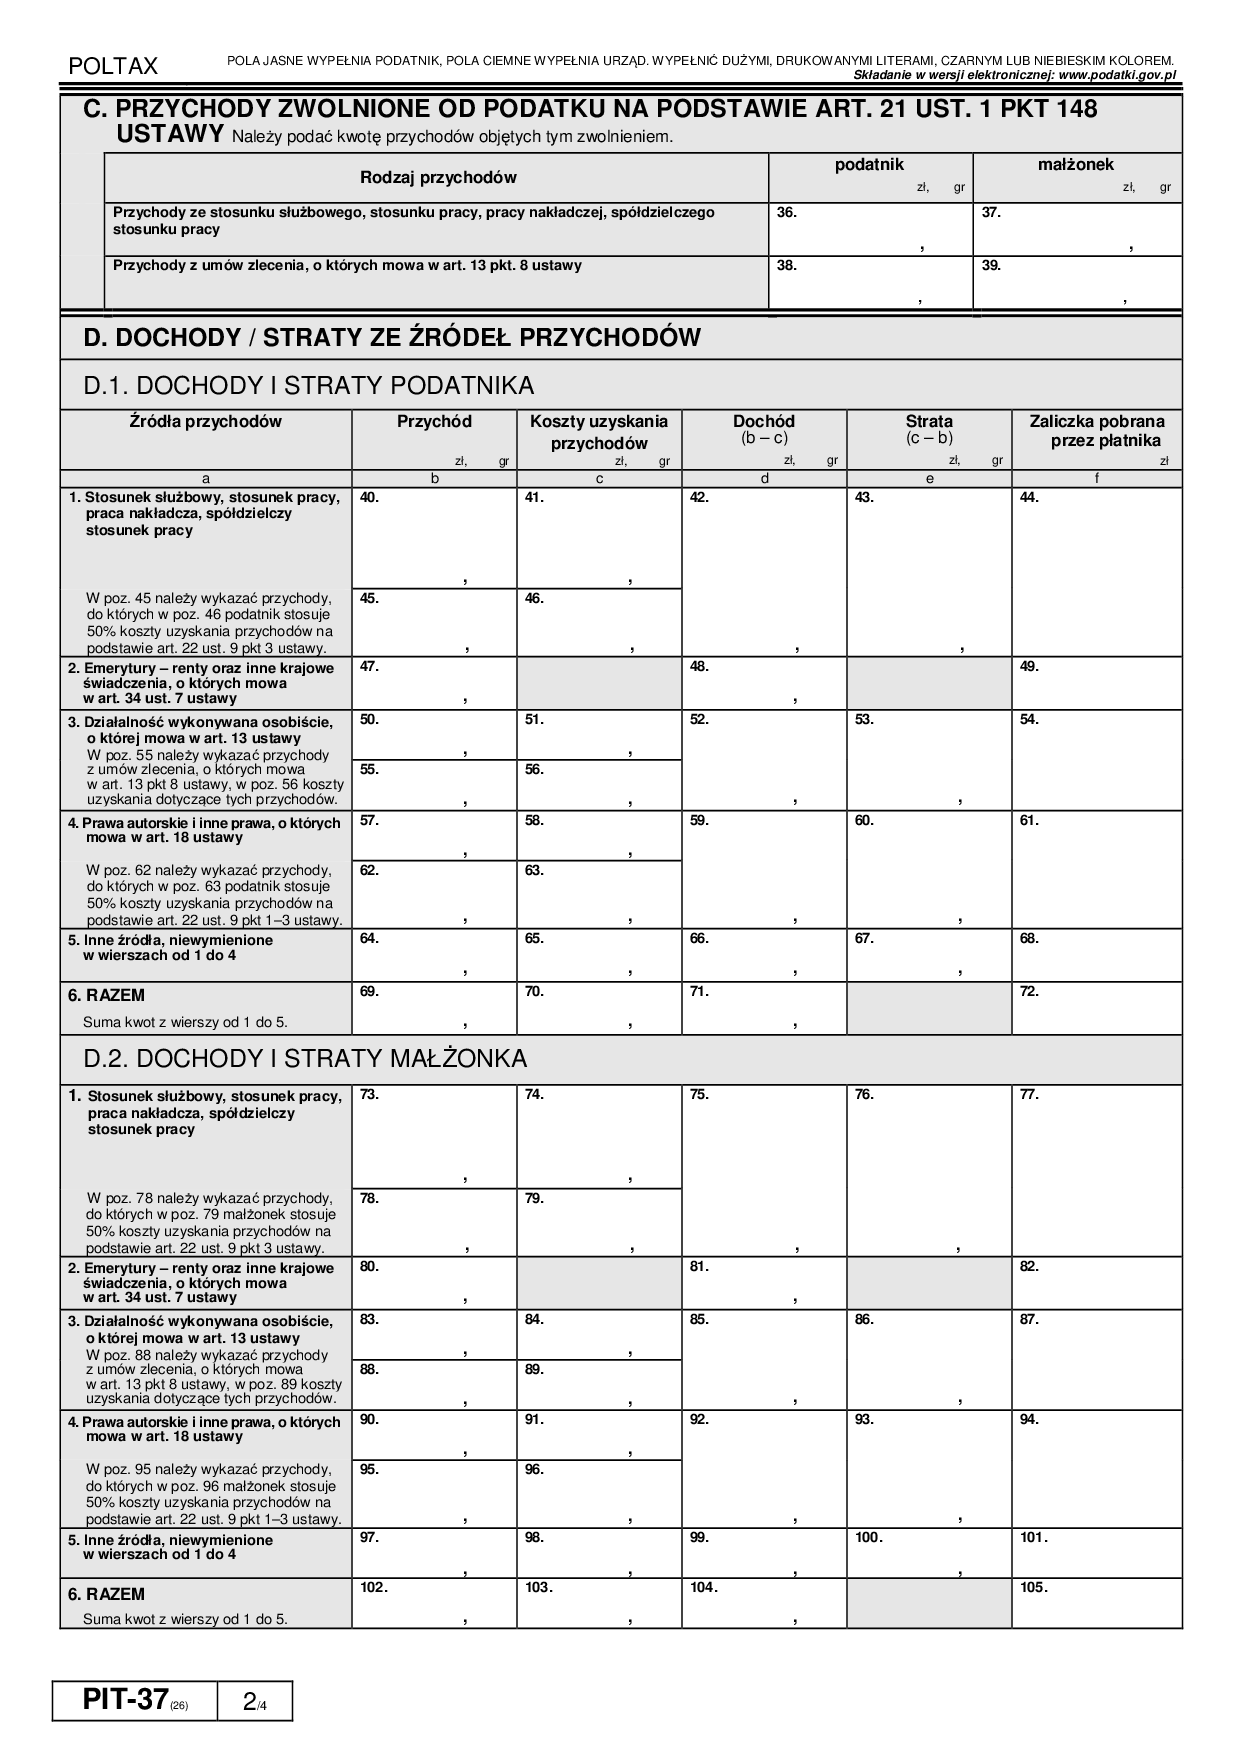 POLTAX
POLA JASNE WYPEŁNIA PODATNIK, POLA CIEMNE WYPEŁNIA URZĄD. WYPEŁNIĆ DUŻYMI, DRUKOWANYMI LITERAMI, CZARNYM LUB NIEBIESKIM KOLOREM.
Składanie w wersji elektronicznej: www.podatki.gov.pl
C. PRZYCHODY ZWOLNIONE OD PODATKU NA PODSTAWIE ART. 21 UST. 1 PKT 148
USTAWY Należy podać kwotę przychodów objętych tym zwolnieniem.
Rodzaj przychodów
podatnik
zł, gr
małżonek
zł, gr
Przychody ze stosunku służbowego, stosunku pracy, pracy nakładczej, spółdzielczego
stosunku pracy
36. ,
37. ,
Przychody z umów zlecenia, o których mowa w art. 13 pkt. 8 ustawy
38. ,
39. ,
D. DOCHODY / STRATY ZE ŹRÓDEŁ PRZYCHODÓW
D.1. DOCHODY I STRATY PODATNIKA
Źródła przychodów
Przychód
zł, gr
Koszty uzyskania
przychodów
zł, gr
Dochód
(b – c)
zł, gr
Strata
(c – b)
zł, gr
Zaliczka pobrana
przez płatnika
zł
a b c d e f
1. Stosunek służbowy, stosunek pracy,
praca nakładcza, spółdzielczy
stosunek pracy
40. ,
41. ,
42. ,
43. ,
44.
W poz. 45 należy wykazać przychody,
do których w poz. 46 podatnik stosuje
50% koszty uzyskania przychodów na
podstawie art. 22 ust. 9 pkt 3 ustawy.
45. ,
46. ,
2. Emerytury – renty oraz inne krajowe
świadczenia, o których mowa
w art. 34 ust. 7 ustawy
47. ,
48. ,
49.
3. Działalność wykonywana osobiście,
o której mowa w art. 13 ustawy
50. ,
51. ,
52. ,
53. ,
54.
W poz. 55 należy wykazać przychody
z umów zlecenia, o których mowa
w art. 13 pkt 8 ustawy, w poz. 56 koszty
uzyskania dotyczące tych przychodów.
55. ,
56. ,
4. Prawa autorskie i inne prawa, o których
mowa w art. 18 ustawy
57. ,
58. ,
59. ,
60. ,
61.
W poz. 62 należy wykazać przychody,
do których w poz. 63 podatnik stosuje
50% koszty uzyskania przychodów na
podstawie art. 22 ust. 9 pkt 1–3 ustawy.
62. ,
63. ,
5. Inne źródła, niewymienione
w wierszach od 1 do 4
64. ,
65. ,
66. ,
67. ,
68.
6. RAZEM
Suma kwot z wierszy od 1 do 5.
69. ,
70. ,
71. ,
72.
D.2. DOCHODY I STRATY MAŁŻONKA
1. Stosunek służbowy, stosunek pracy,
praca nakładcza, spółdzielczy
stosunek pracy
73. ,
74. ,
75. ,
76. ,
77.
W poz. 78 należy wykazać przychody,
do których w poz. 79 małżonek stosuje
50% koszty uzyskania przychodów na
podstawie art. 22 ust. 9 pkt 3 ustawy.
78. ,
79. ,
2. Emerytury – renty oraz inne krajowe
świadczenia, o których mowa
w art. 34 ust. 7 ustawy
80. ,
81. ,
82.
3. Działalność wykonywana osobiście,
o której mowa w art. 13 ustawy
83. ,
84. ,
85. ,
86. ,
87.
W poz. 88 należy wykazać przychody
z umów zlecenia, o których mowa
w art. 13 pkt 8 ustawy, w poz. 89 koszty
uzyskania dotyczące tych przychodów.
88. ,
89. ,
4. Prawa autorskie i inne prawa, o których
mowa w art. 18 ustawy
90. ,
91. ,
92. ,
93. ,
94.
W poz. 95 należy wykazać przychody,
do których w poz. 96 małżonek stosuje
50% koszty uzyskania przychodów na
podstawie art. 22 ust. 9 pkt 1–3 ustawy.
95. ,
96. ,
5. Inne źródła, niewymienione
w wierszach od 1 do 4
97. ,
98. ,
99. ,
100. ,
101.
6. RAZEM
Suma kwot z wierszy od 1 do 5.
102. ,
103. ,
104. ,
105.
PIT-37(26) 2/4